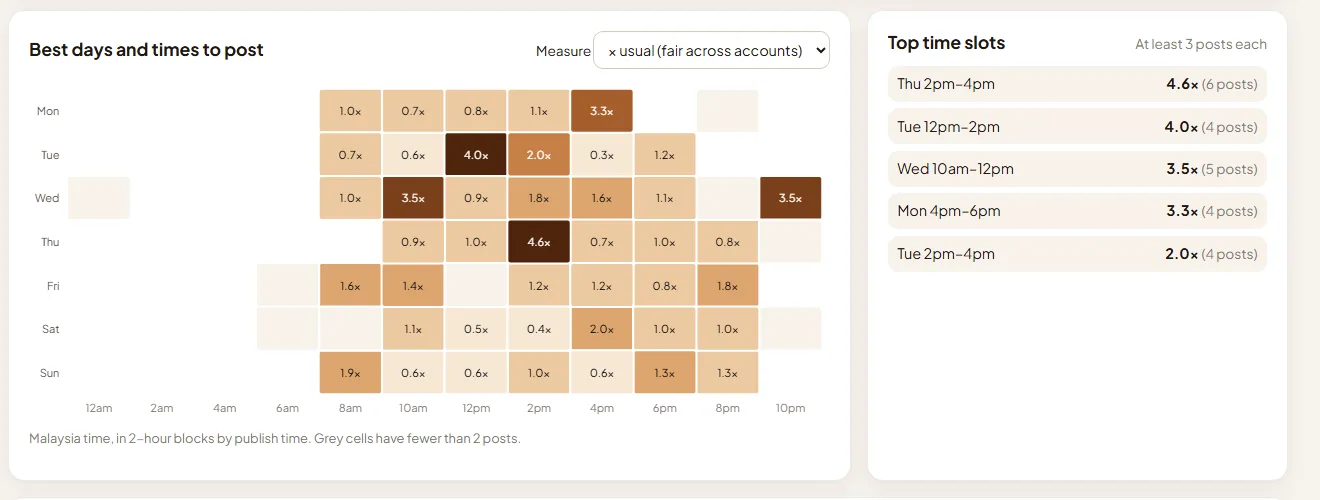 Best days and times to post
Measure × usual (fair across accounts)
Mon 1.0× 0.7× 0.8× 1.1× 3.3×
Tue 0.7× 0.6× 4.0× 2.0× 0.3× 1.2×
Wed 1.0× 3.5× 0.9× 1.8× 1.6× 1.1× 3.5×
Thu 0.9× 1.0× 4.6× 0.7× 1.0× 0.8×
Fri 1.6× 1.4× 1.2× 1.2× 0.8× 1.8×
Sat 1.1× 0.5× 0.4× 2.0× 1.0× 1.0×
Sun 1.9× 0.6× 0.6× 1.0× 0.6× 1.3× 1.3×
12am 2am 4am 6am 8am 10am 12pm 2pm 4pm 6pm 8pm 10pm
Malaysia time, in 2-hour blocks by publish time. Grey cells have fewer than 2 posts.
Top time slots
At least 3 posts each
Thu 2pm–4pm 4.6× (6 posts)
Tue 12pm–2pm 4.0× (4 posts)
Wed 10am–12pm 3.5× (5 posts)
Mon 4pm–6pm 3.3× (4 posts)
Tue 2pm–4pm 2.0× (4 posts)